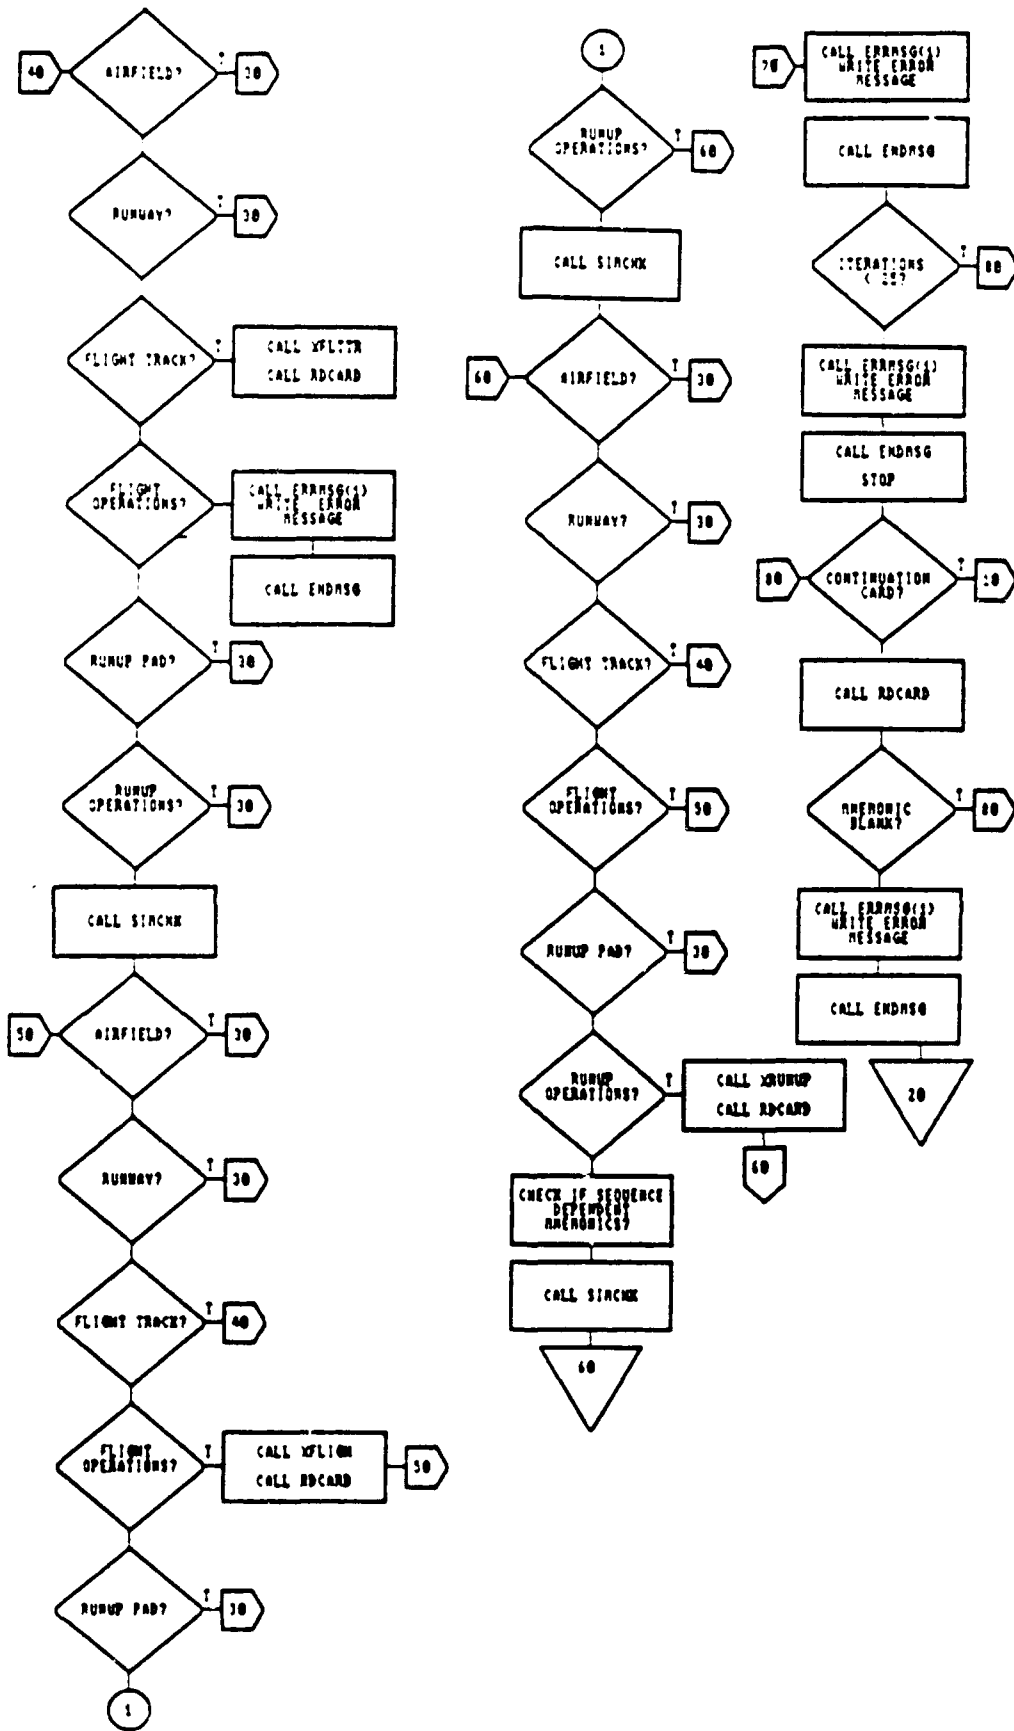 40
AIRFIELD?
T
30
RUNWAY?
T
30
FLIGHT TRACK?
T
CALL XFLTTR
CALL RDCARD
FLIGHT
OPERATIONS?
T
CALL ERRMSG(1)
WRITE ERROR
MESSAGE
CALL ENDMSG
RUNUP PAD?
T
30
RUNUP
OPERATIONS?
T
30
CALL SIMCHK
50
AIRFIELD?
T
30
RUNWAY?
T
30
FLIGHT TRACK?
T
40
FLIGHT
OPERATIONS?
T
CALL XFLIGH
CALL RDCARD
50
RUNUP PAD?
T
30
1
1
RUNUP
OPERATIONS?
T
60
CALL SIMCHK
60
AIRFIELD?
T
30
RUNWAY?
T
30
FLIGHT TRACK?
T
40
FLIGHT
OPERATIONS?
T
50
RUNUP PAD?
T
30
RUNUP
OPERATIONS?
T
CALL XRUNUP
CALL RDCARD
60
CHECK IF SEQUENCE
DEPENDENT
MNEMONICS?
CALL SIMCHK
60
70
CALL ERRMSG(1)
WRITE ERROR
MESSAGE
CALL ENDMSG
ITERATIONS
T
80
CALL ERRMSG(1)
WRITE ERROR
MESSAGE
CALL ENDMSG
STOP
80
CONTINUATION
CARD?
T
10
CALL RDCARD
MNEMONIC
BLANK?
T
80
CALL ERRMSG(1)
WRITE ERROR
MESSAGE
CALL ENDMSG
20